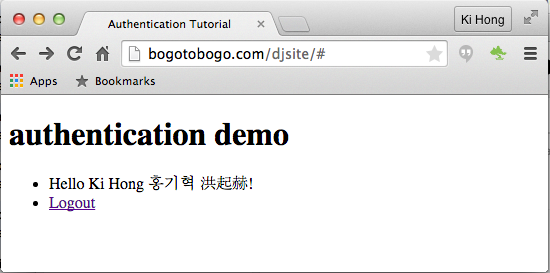 Authentication Tutorial
Ki Hong
bogotobogo.com/djsite/#
Apps Bookmarks
authentication demo
Hello Ki Hong 홍기혁 洪起赫!
Logout